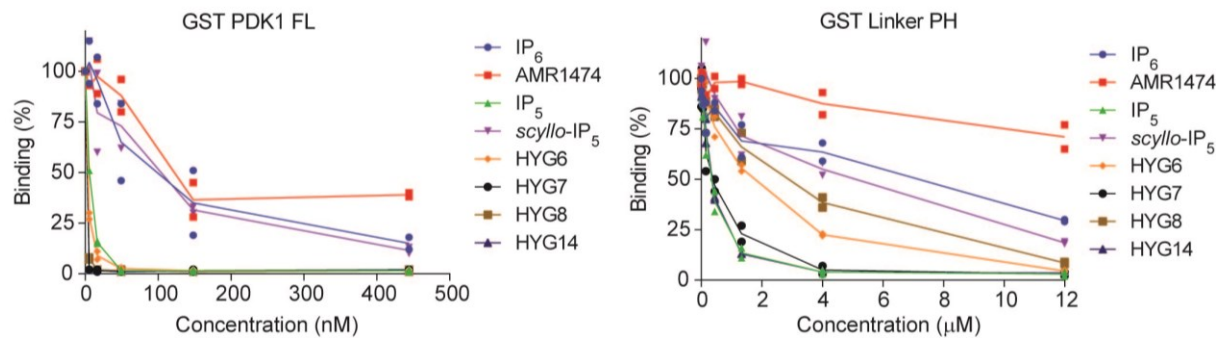 GST PDK1 FL
Binding (%)
100
75
50
25
0
0 100 200 300 400 500
Concentration (nM)
IP6
AMR1474
IP5
scyllo-IP5
HYG6
HYG7
HYG8
HYG14
GST Linker PH
Binding (%)
100
75
50
25
0
0 2 4 6 8 10 12
Concentration (μM)
IP6
AMR1474
IP5
scyllo-IP5
HYG6
HYG7
HYG8
HYG14